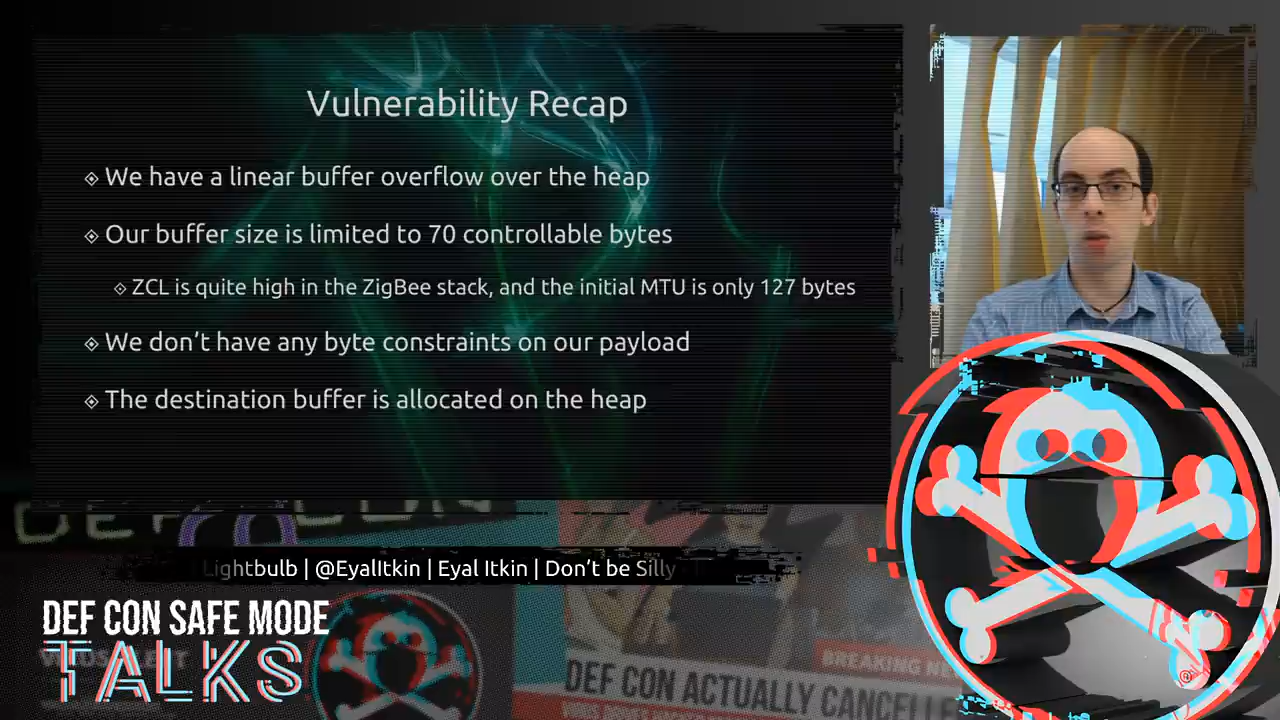 Vulnerability Recap
We have a linear buffer overflow over the heap
Our buffer size is limited to 70 controllable bytes
ZCL is quite high in the ZigBee stack, and the initial MTU is only 127 bytes
We don't have any byte constraints on our payload
The destination buffer is allocated on the heap
DEF CON
Lightbulb | @EyalItkin | Eyal Itkin | Don't be Silly
DEF CON SAFE MODE
TALKS
BREAKING
DEF CON ACTUALLY